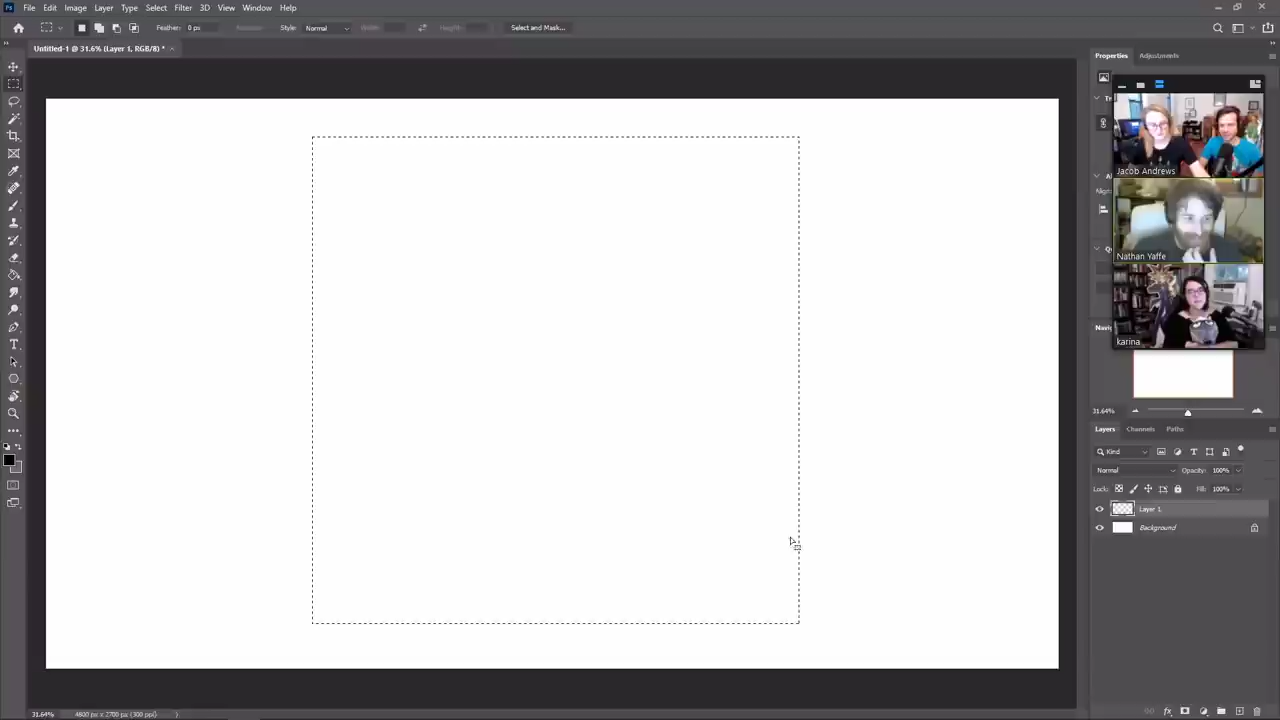 Ps File Edit Image Layer Type Select Filter 3D View Window Help
Feather: 0 px Style: Normal Width: Height: Select and Mask...
Untitled-1 @ 31.6% (Layer 1, RGB/8) *
Properties Adjustments
Jacob Andrews
Nathan Yaffe
karina
31.64%
Layers Channels Paths
Kind
Normal Opacity: 100%
Lock: Fill: 100%
Layer 1
Background
31.64% 4800 px x 2700 px (300 ppi)